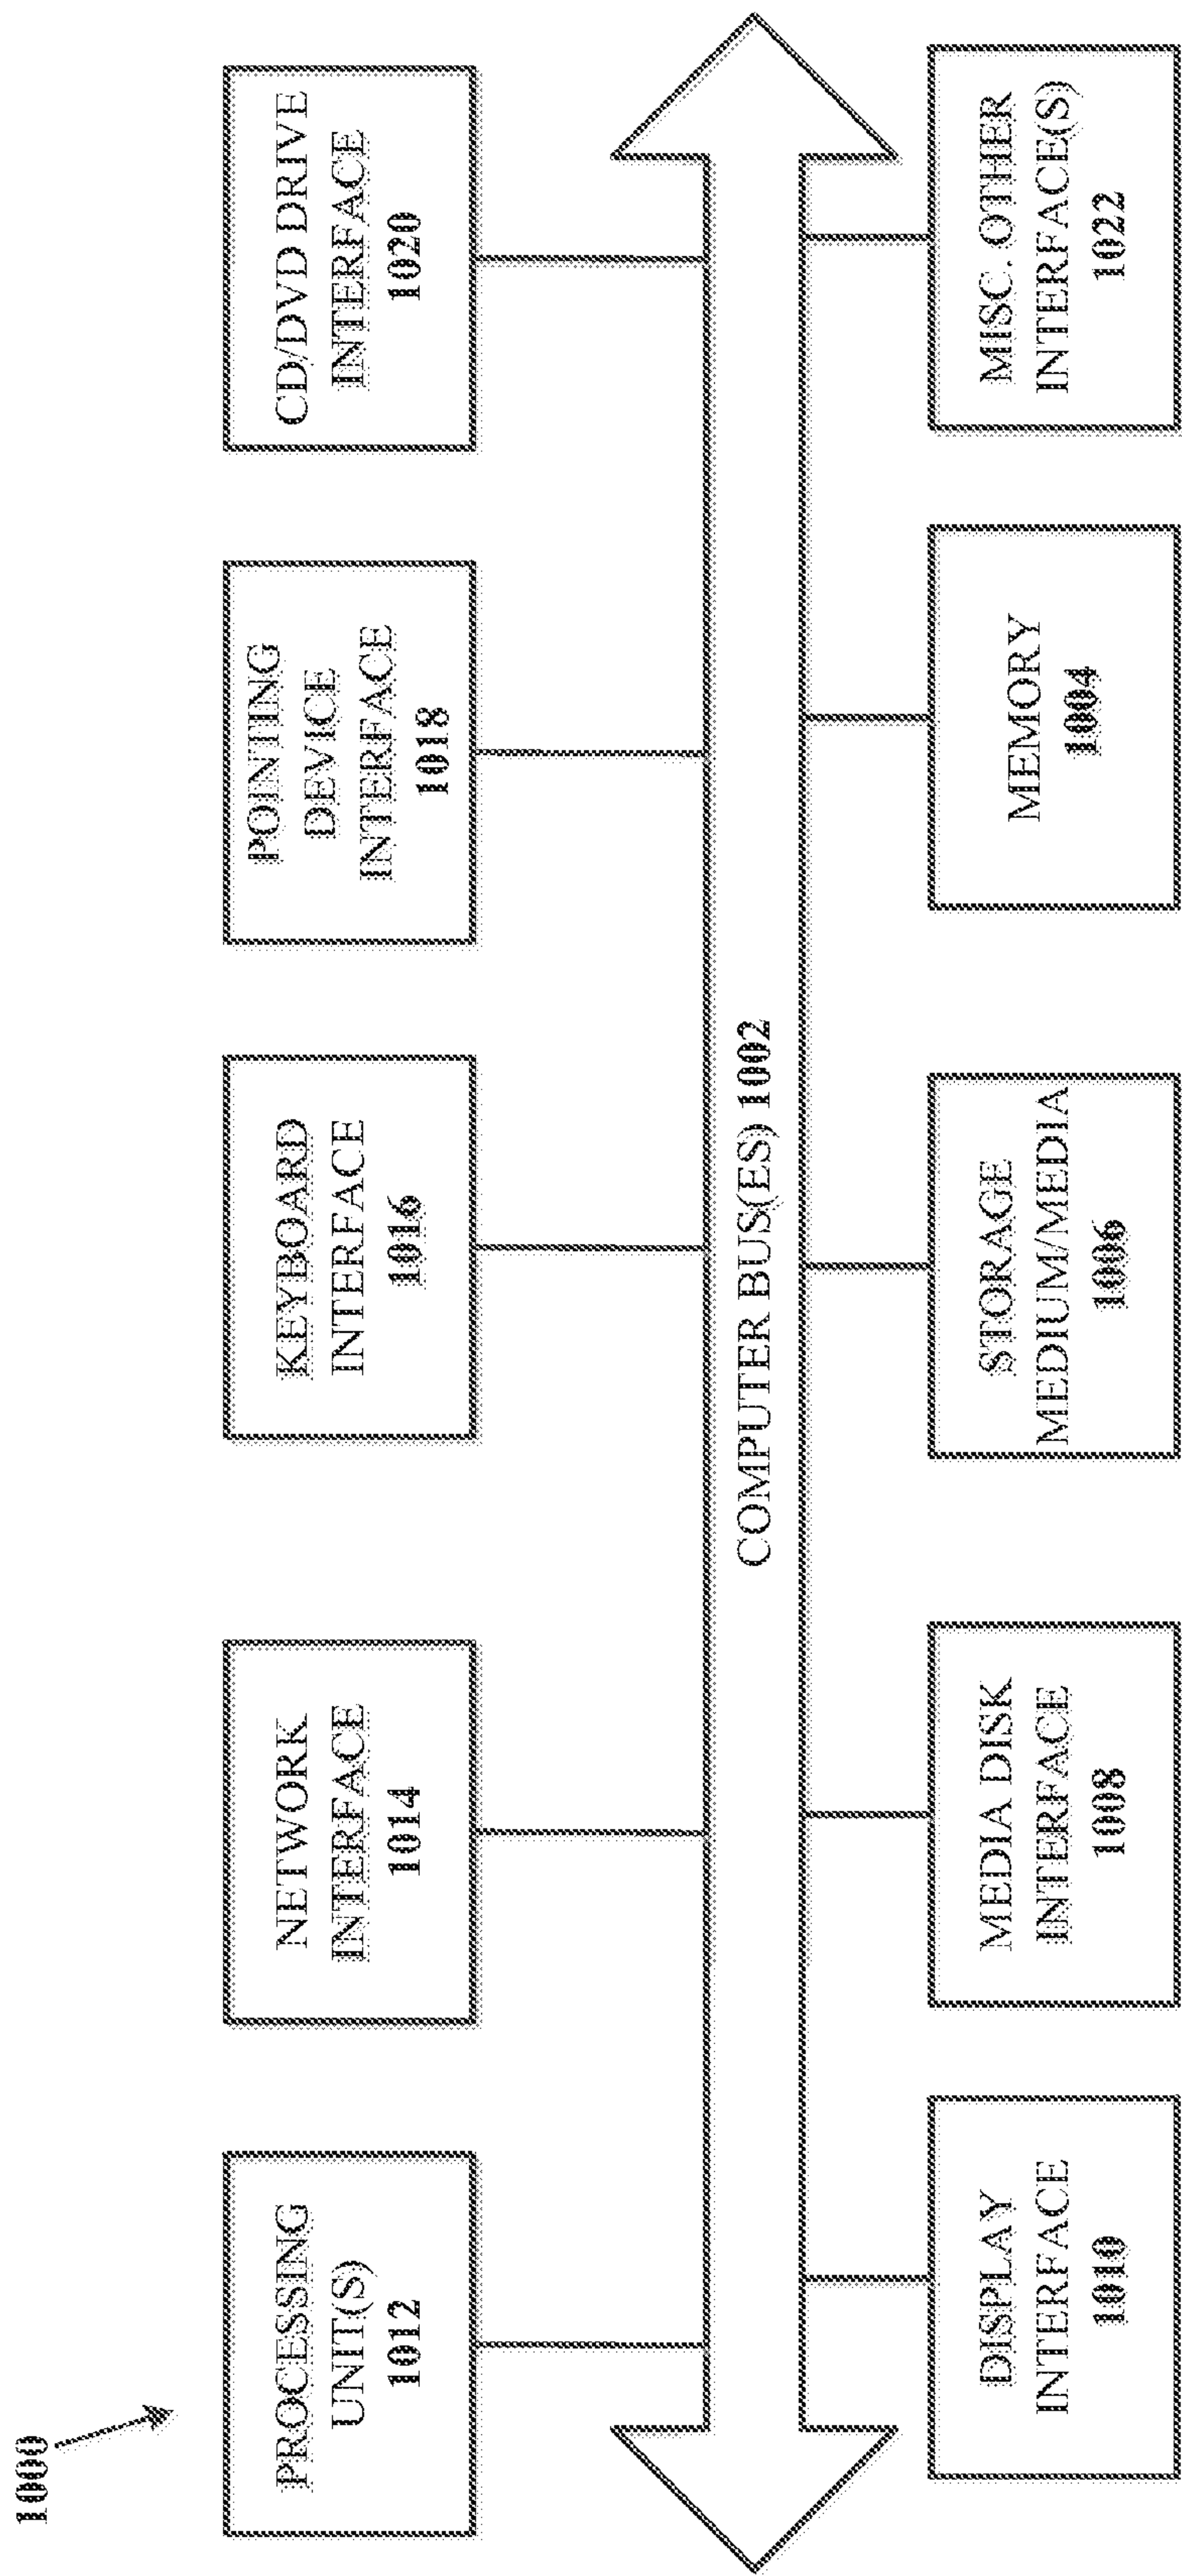 1000
PROCESSING
UNIT(S)
1012
NETWORK
INTERFACE
1014
KEYBOARD
INTERFACE
1016
POINTING
DEVICE
INTERFACE
1018
CD/DVD DRIVE
INTERFACE
1020
COMPUTER BUS(ES) 1002
DISPLAY
INTERFACE
1010
MEDIA DISK
INTERFACE
1008
STORAGE
MEDIUM/MEDIA
1006
MEMORY
1004
MISC. OTHER
INTERFACE(S)
1022